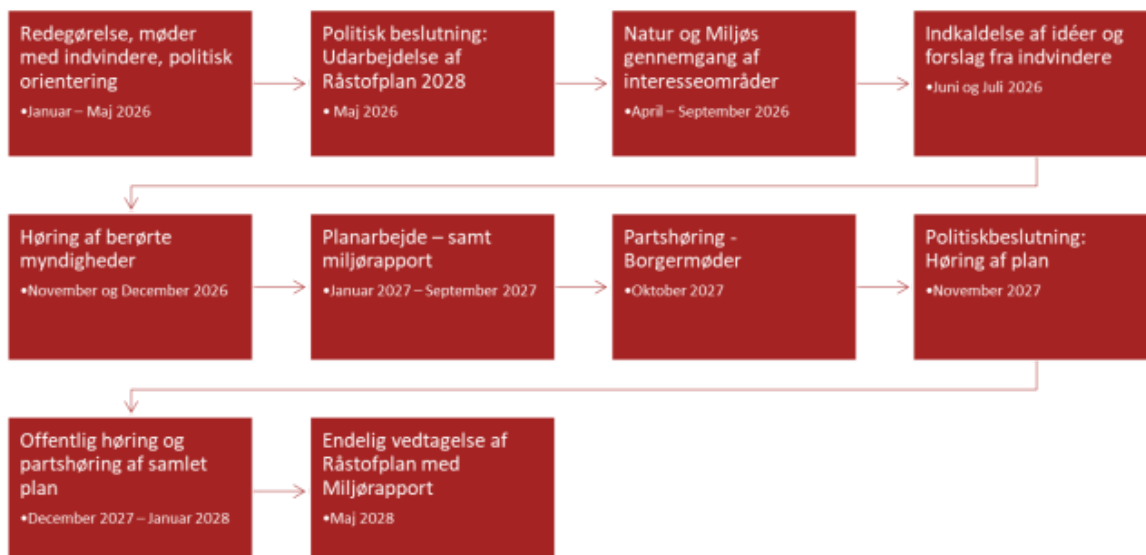 Redegørelse, møder
med indvindere, politisk
orientering
•Januar – Maj 2026
Politisk beslutning:
Udarbejdelse af
Råstofplan 2028
• Maj 2026
Natur og Miljøs
gennemgang af
interesseområder
•April – September 2026
Indkaldelse af idéer og
forslag fra indvindere
•Juni og Juli 2026
Høring af berørte
myndigheder
•November og December 2026
Planarbejde – samt
miljørapport
•Januar 2027 – September 2027
Partshøring -
Borgermøder
•Oktober 2027
Politiskbeslutning:
Høring af plan
•November 2027
Offentlig høring og
partshøring af samlet
plan
•December 2027 – Januar 2028
Endelig vedtagelse af
Råstofplan med
Miljørapport
•Maj 2028